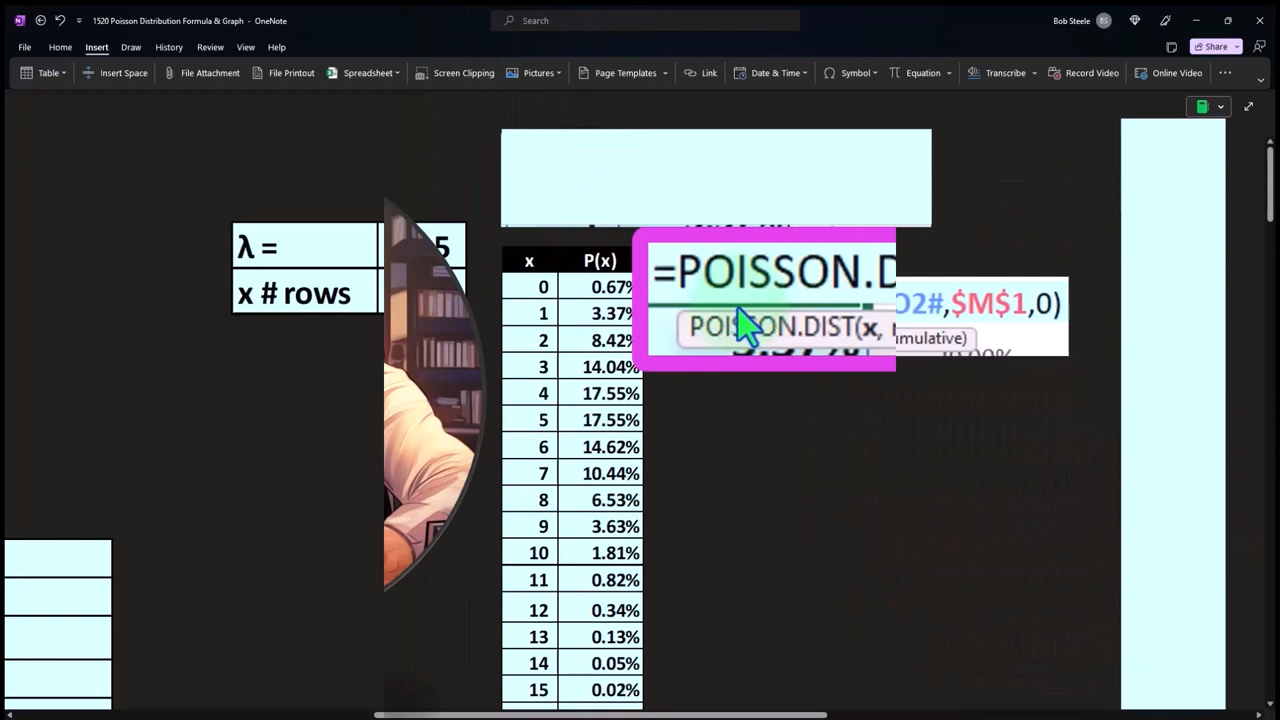 1520 Poisson Distribution Formula & Graph - OneNote
Search
Bob Steele
BS
File Home Insert Draw History Review View Help
Share
Table Insert Space File Attachment File Printout Spreadsheet Screen Clipping Pictures Page Templates Link Date & Time Symbol Equation Transcribe Record Video Online Video
λ = 5
x # rows
x P(x)
0 0.67%
1 3.37%
2 8.42%
3 14.04%
4 17.55%
5 17.55%
6 14.62%
7 10.44%
8 6.53%
9 3.63%
10 1.81%
11 0.82%
12 0.34%
13 0.13%
14 0.05%
15 0.02%
=POISSON.D
O2#,$M$1,0)
POISSON.DIST(x,
umulative)